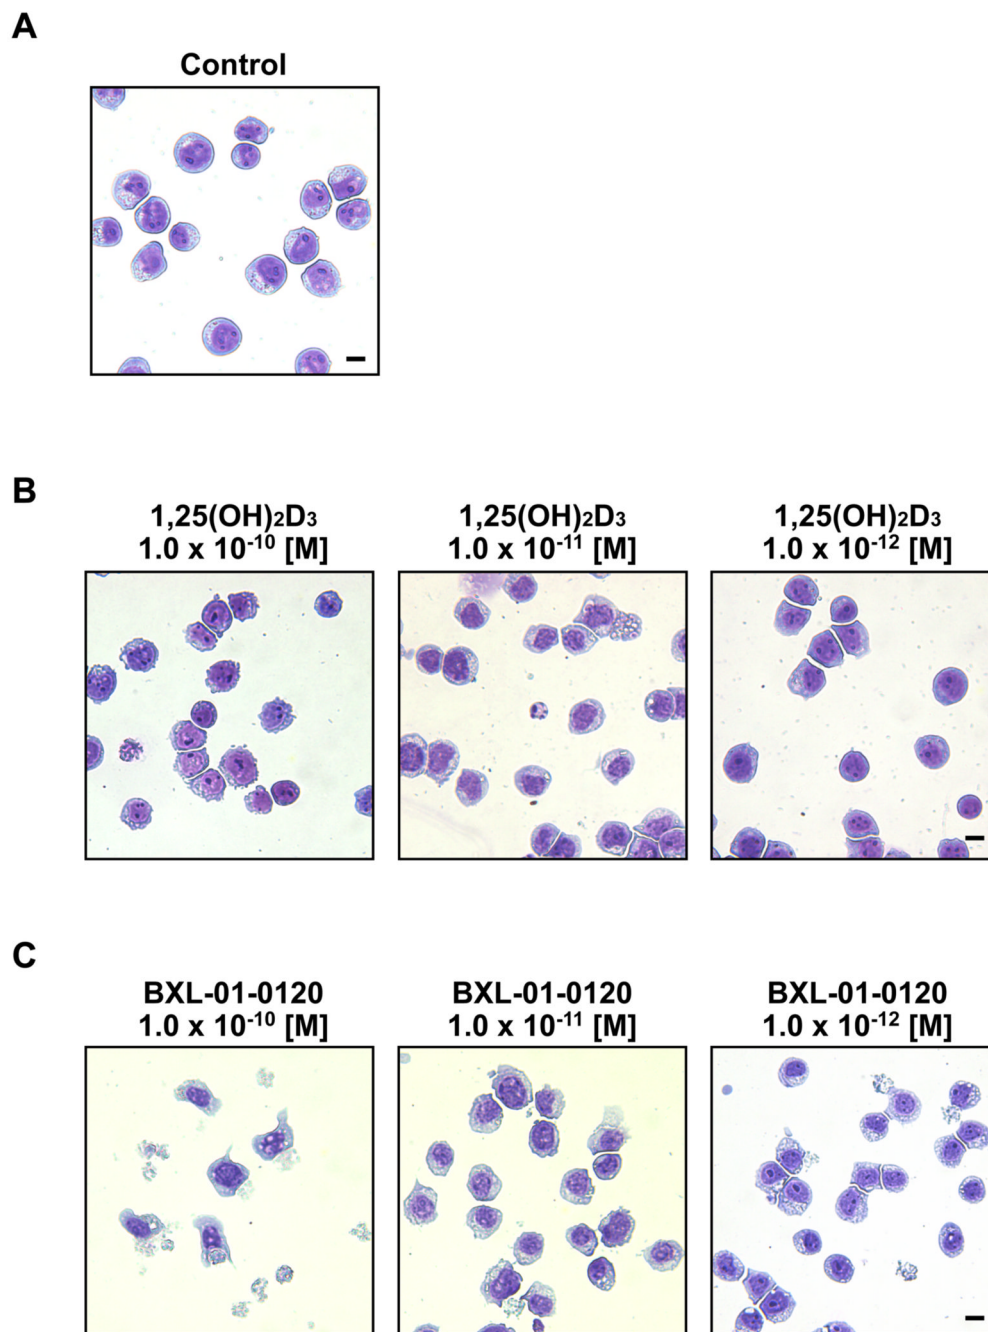 A
Control
B
1,25(OH)₂D₃
1.0 x 10⁻¹⁰ [M]
1,25(OH)₂D₃
1.0 x 10⁻¹¹ [M]
1,25(OH)₂D₃
1.0 x 10⁻¹² [M]
C
BXL-01-0120
1.0 x 10⁻¹⁰ [M]
BXL-01-0120
1.0 x 10⁻¹¹ [M]
BXL-01-0120
1.0 x 10⁻¹² [M]